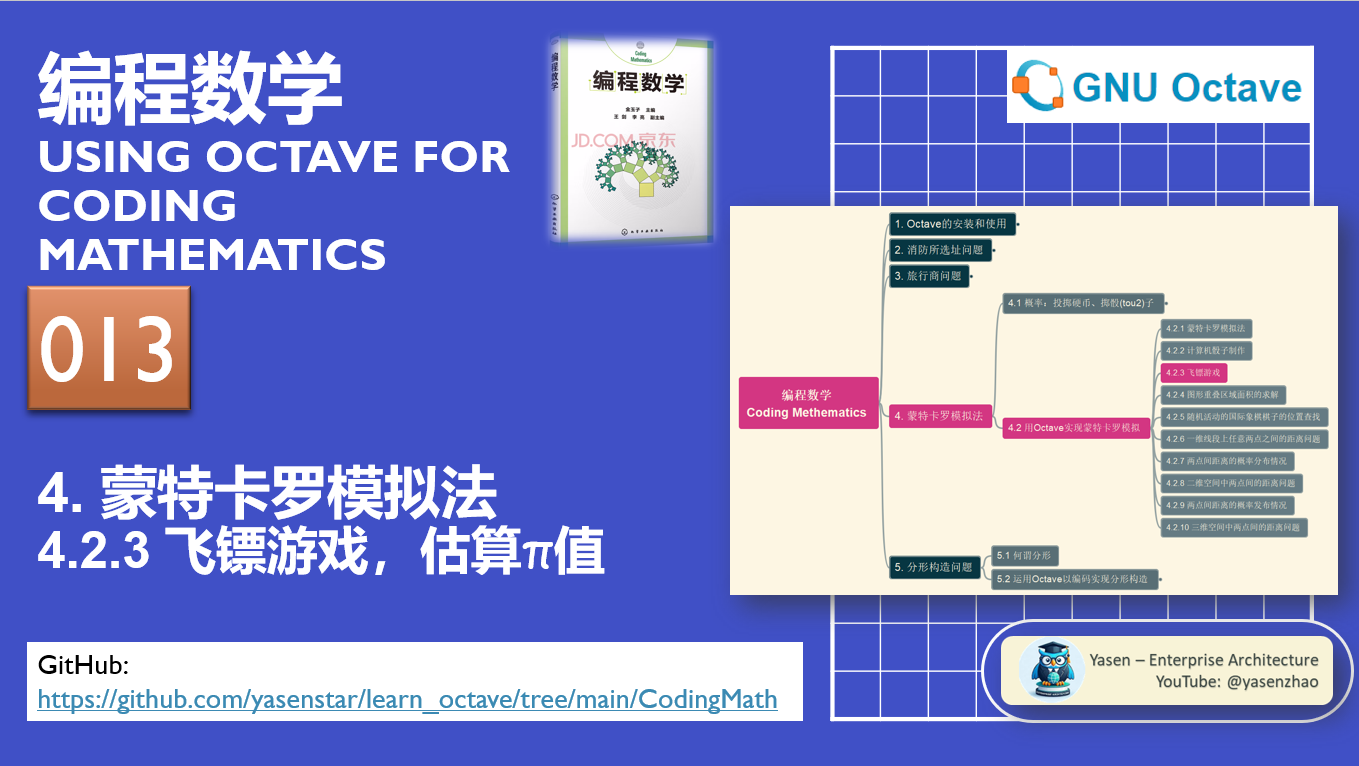 编程数学
USING OCTAVE FOR
CODING
MATHEMATICS
013
4. 蒙特卡罗模拟法
4.2.3 飞镖游戏，估算π值
GitHub:
https://github.com/yasenstar/learn_octave/tree/main/CodingMath
编程数学
Coding
Mathematics
编程数学
金玉子 主编
王剑 李亮 副主编
JD.COM 京东
化学工业出版社
GNU Octave
编程数学
Coding Methematics
1. Octave的安装和使用
2. 消防所选址问题
3. 旅行商问题
4. 蒙特卡罗模拟法
4.1 概率：投掷硬币、掷骰(tou2)子
4.2 用Octave实现蒙特卡罗模拟
4.2.1 蒙特卡罗模拟法
4.2.2 计算机骰子制作
4.2.3 飞镖游戏
4.2.4 图形重叠区域面积的求解
4.2.5 随机活动的国际象棋棋子的位置查找
4.2.6 一维线段上任意两点之间的距离问题
4.2.7 两点间距离的概率分布情况
4.2.8 二维空间中两点间的距离问题
4.2.9 两点间距离的概率发布情况
4.2.10 三维空间中两点间的距离问题
5. 分形构造问题
5.1 何谓分形
5.2 运用Octave以编码实现分形构造
Yasen – Enterprise Architecture
YouTube: @yasenzhao